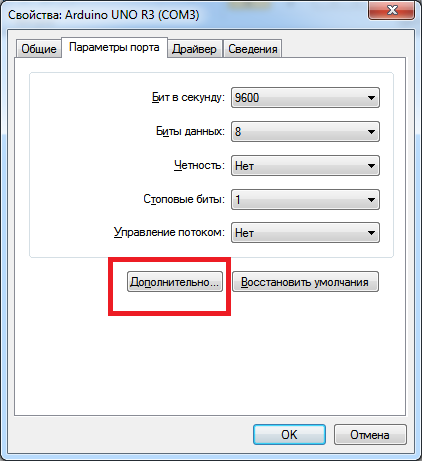 Свойства: Arduino UNO R3 (COM3)
Общие Параметры порта Драйвер Сведения
Бит в секунду: 9600
Биты данных: 8
Четность: Нет
Стоповые биты: 1
Управление потоком: Нет
Дополнительно... Восстановить умолчания
OK Отмена